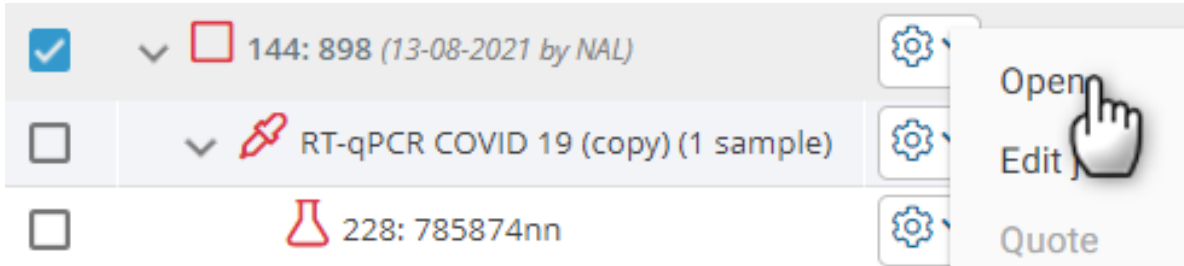 144: 898 (13-08-2021 by NAL)
Open
RT-qPCR COVID 19 (copy) (1 sample)
Edit
228: 785874nn
Quote